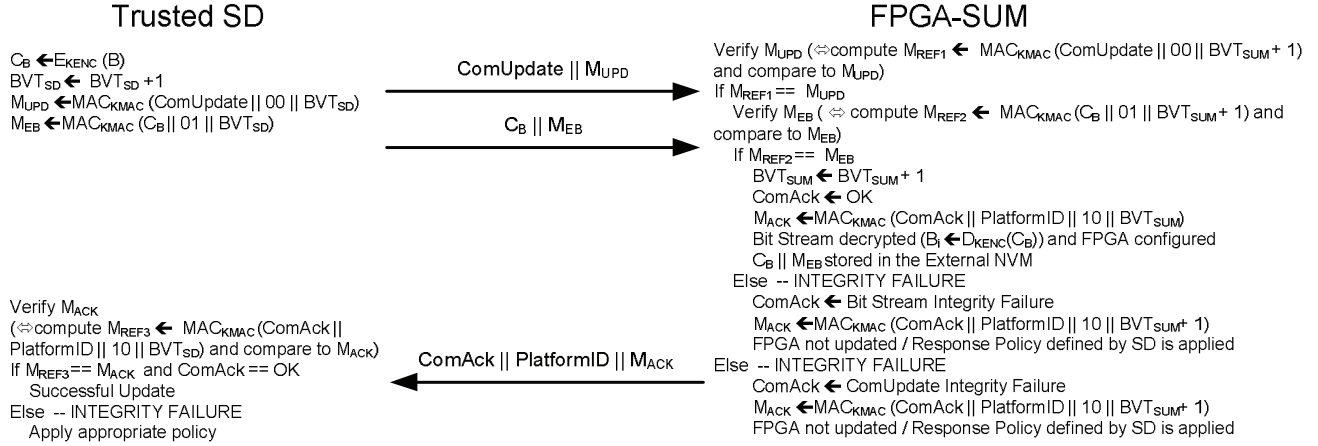 Trusted SD
C_B ←E_KENC (B)
BVT_SD ← BVT_SD +1
M_UPD ←MAC_KMAC (ComUpdate || 00 || BVT_SD)
M_EB ←MAC_KMAC (C_B || 01 || BVT_SD)
ComUpdate || M_UPD
C_B || M_EB
FPGA-SUM
Verify M_UPD (⇔compute M_REF1 ← MAC_KMAC (ComUpdate || 00 || BVT_SUM + 1)
and compare to M_UPD)
If M_REF1 == M_UPD
Verify M_EB ( ⇔ compute M_REF2 ← MAC_KMAC (C_B || 01 || BVT_SUM + 1) and
compare to M_EB)
If M_REF2 == M_EB
BVT_SUM ← BVT_SUM + 1
ComAck ← OK
M_ACK ←MAC_KMAC (ComAck || PlatformID || 10 || BVT_SUM)
Bit Stream decrypted (B_i ←D_KENC(C_B)) and FPGA configured
C_B || M_EB stored in the External NVM
Else -- INTEGRITY FAILURE
ComAck ← Bit Stream Integrity Failure
M_ACK ←MAC_KMAC (ComAck || PlatformID || 10 || BVT_SUM+ 1)
FPGA not updated / Response Policy defined by SD is applied
Else -- INTEGRITY FAILURE
ComAck ← ComUpdate Integrity Failure
M_ACK ←MAC_KMAC (ComAck || PlatformID || 10 || BVT_SUM+ 1)
FPGA not updated / Response Policy defined by SD is applied
ComAck || PlatformID || M_ACK
Verify M_ACK
(⇔compute M_REF3 ← MAC_KMAC (ComAck ||
PlatformID || 10 || BVT_SD) and compare to M_ACK)
If M_REF3 == M_ACK and ComAck == OK
Successful Update
Else -- INTEGRITY FAILURE
Apply appropriate policy